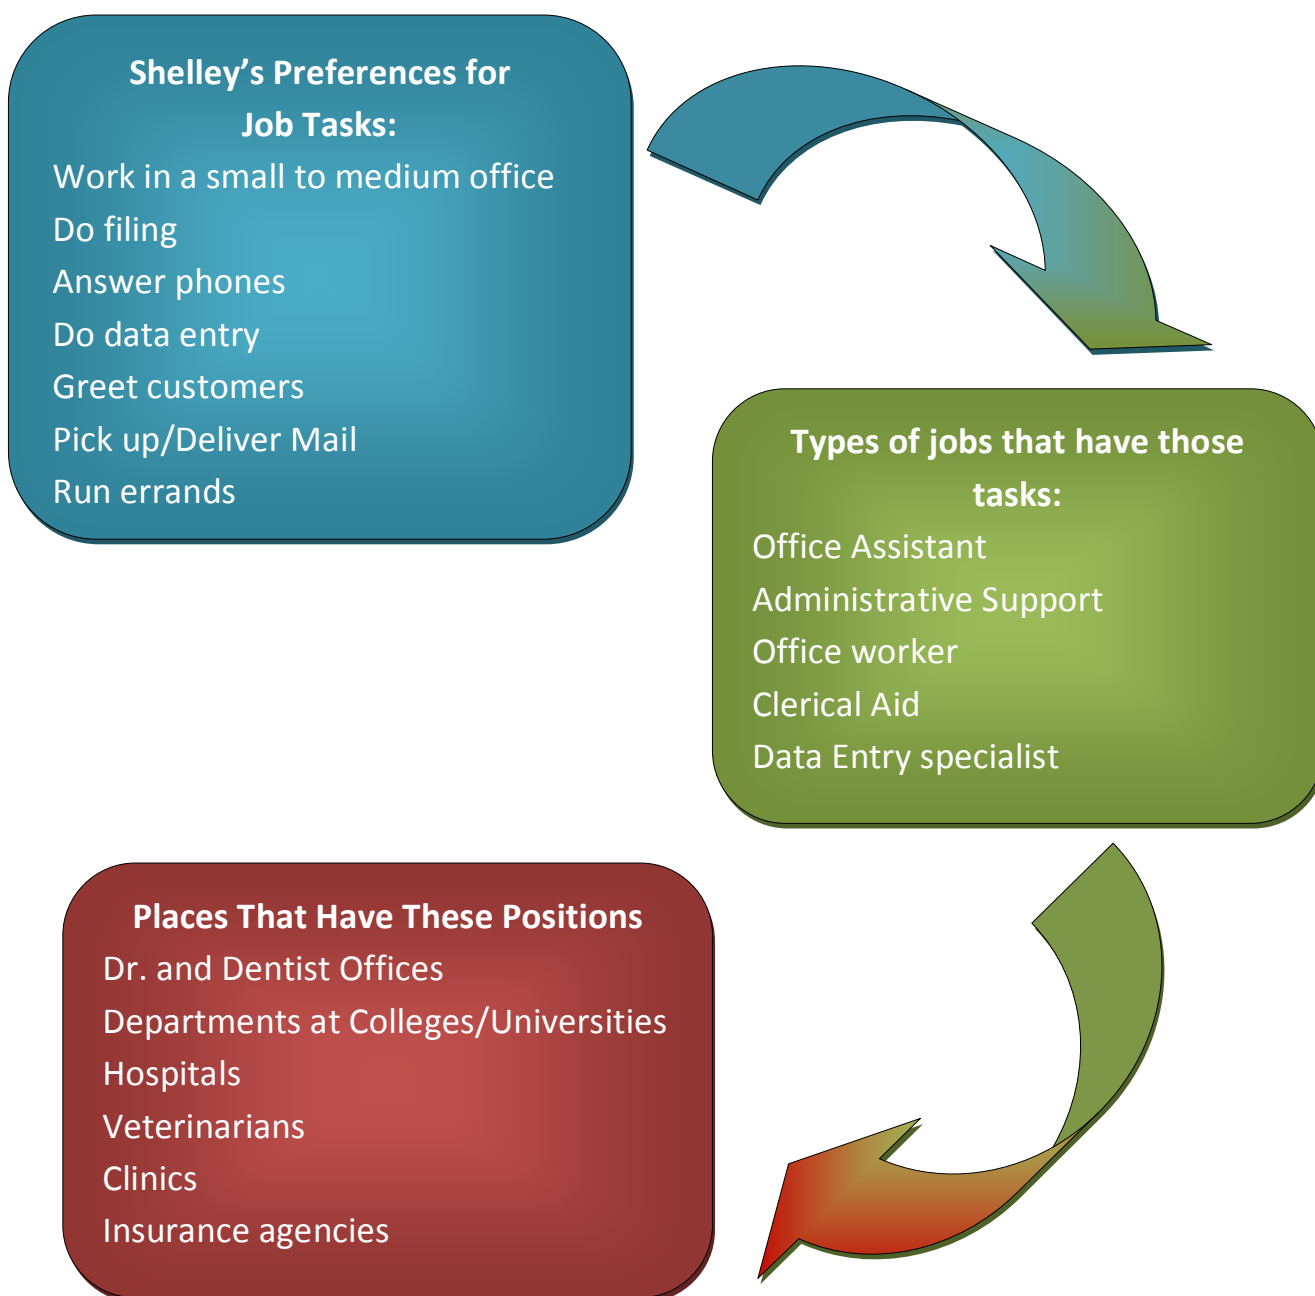 Shelley’s Preferences for
Job Tasks:
Work in a small to medium office
Do filing
Answer phones
Do data entry
Greet customers
Pick up/Deliver Mail
Run errands
Types of jobs that have those
tasks:
Office Assistant
Administrative Support
Office worker
Clerical Aid
Data Entry specialist
Places That Have These Positions
Dr. and Dentist Offices
Departments at Colleges/Universities
Hospitals
Veterinarians
Clinics
Insurance agencies